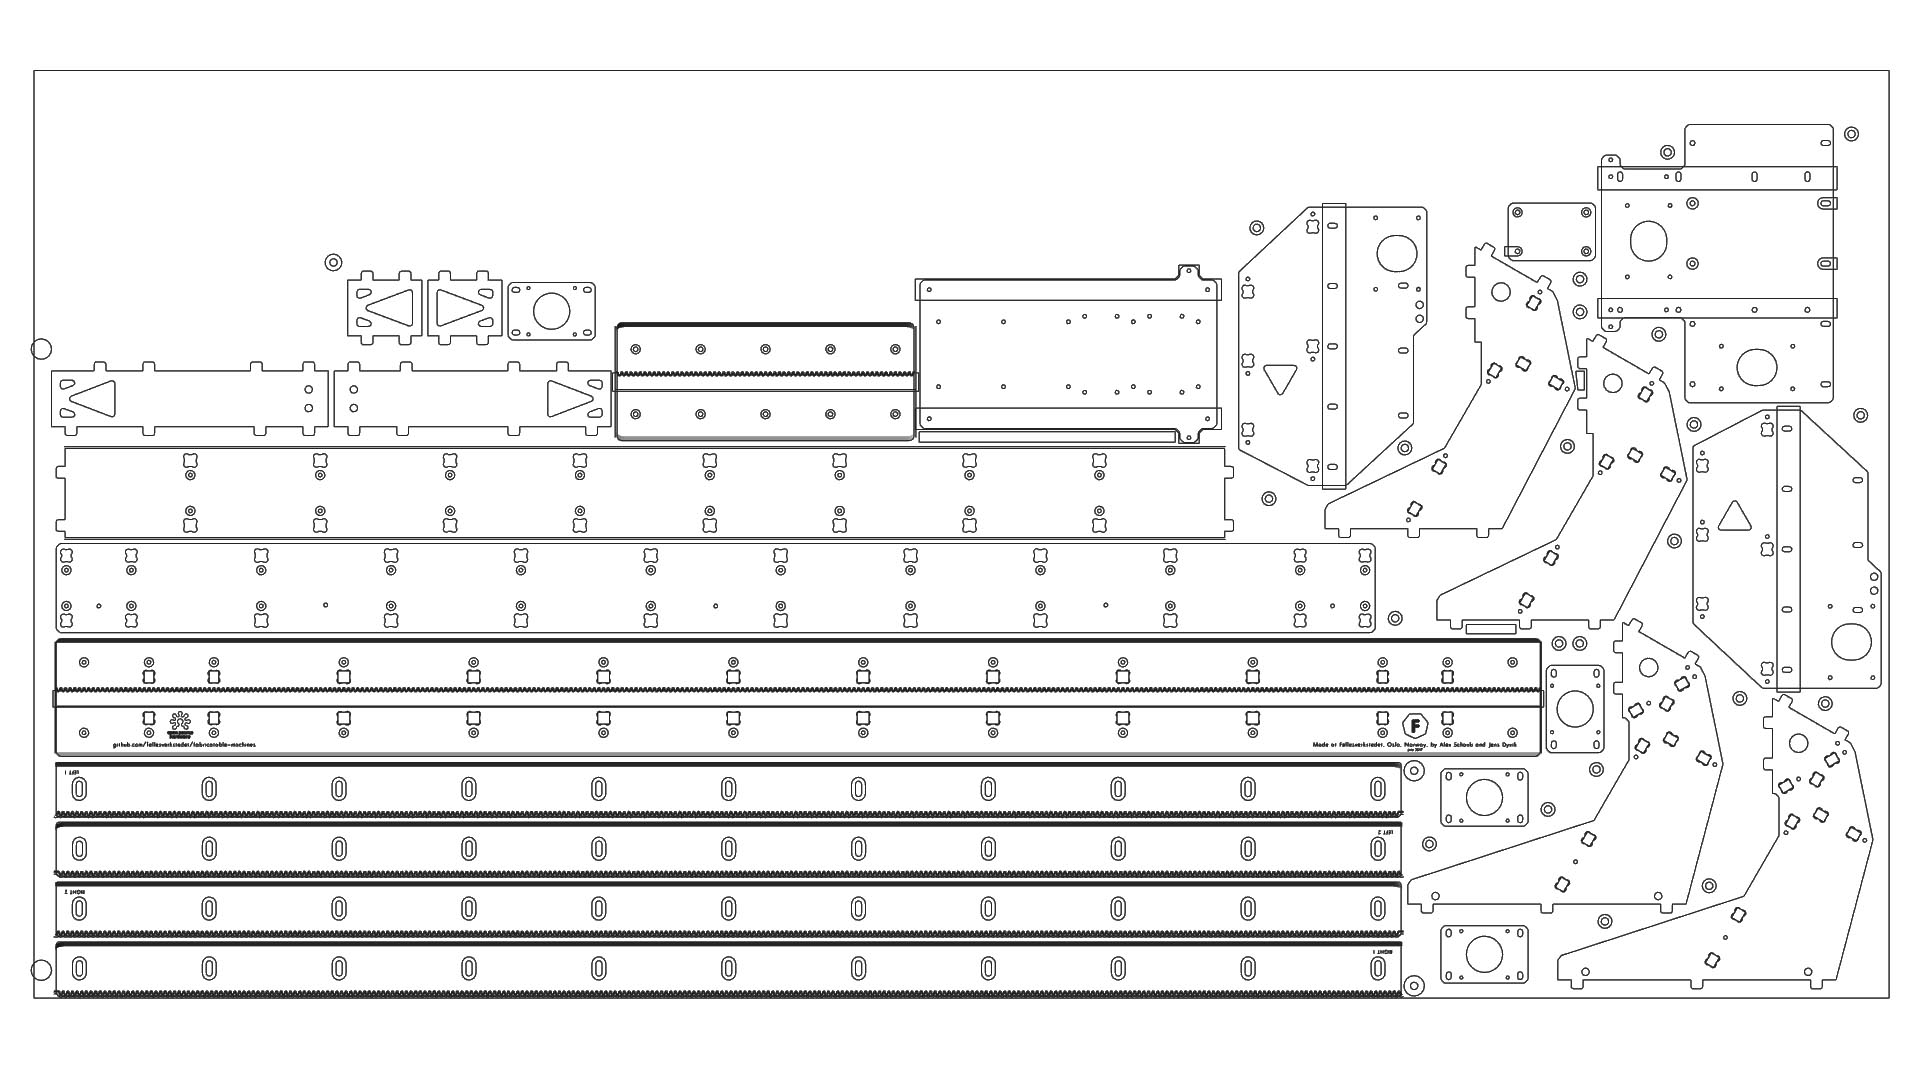 F
github.com/fellesverkstedet/fabricatable-machines
Made at Fellesverkstedet, Oslo, Norway, by Alex Schaub and Jens Dyvik
LEFT 1
LEFT 2
RIGHT 2
RIGHT 1